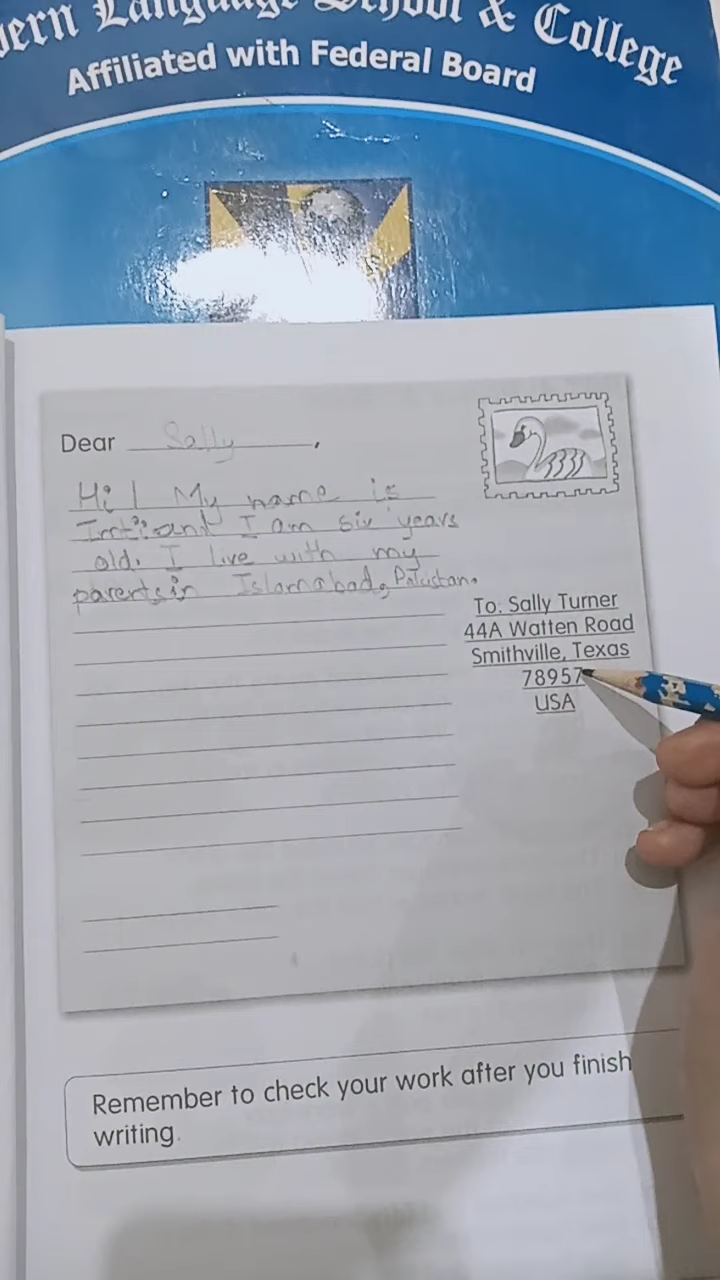 Language School & College
Affiliated with Federal Board
Dear Sally,
Hi! My name is
and I am six years
old. I live with my
parents in Islamabad, Pakistan.
To: Sally Turner
44A Watten Road
Smithville, Texas
78957
USA
Remember to check your work after you finish
writing.